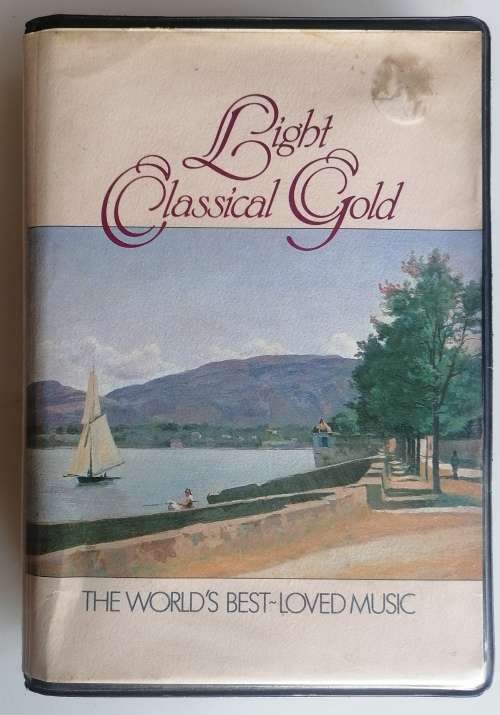 Light
Classical Gold
THE WORLD'S BEST~LOVED MUSIC